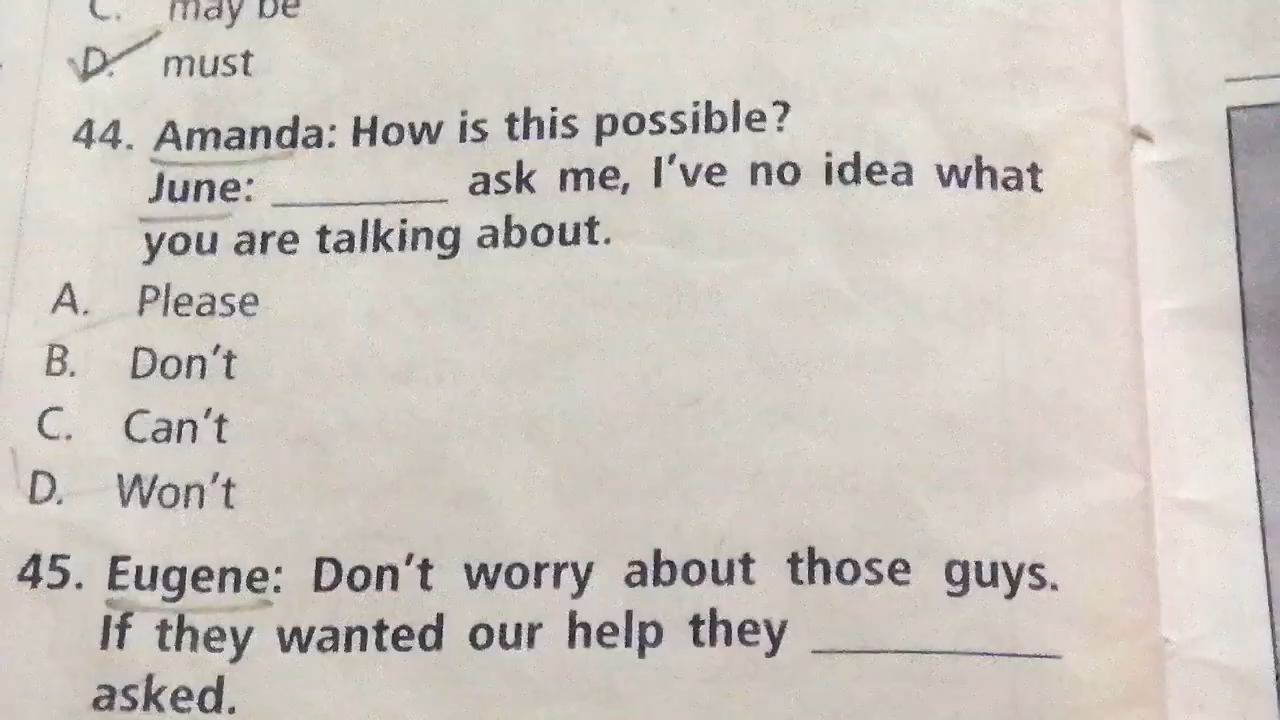 C. may be
D. must
44. Amanda: How is this possible?
June: ________ ask me, I've no idea what
you are talking about.
A. Please
B. Don't
C. Can't
D. Won't
45. Eugene: Don't worry about those guys.
If they wanted our help they ________
asked.